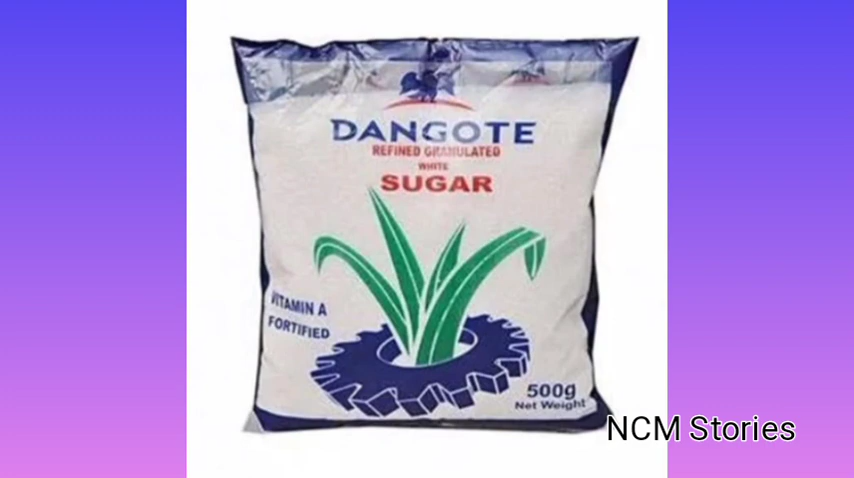 DANGOTE
REFINED GRANULATED
WHITE
SUGAR
VITAMIN A
FORTIFIED
500g
Net Weight
NCM Stories